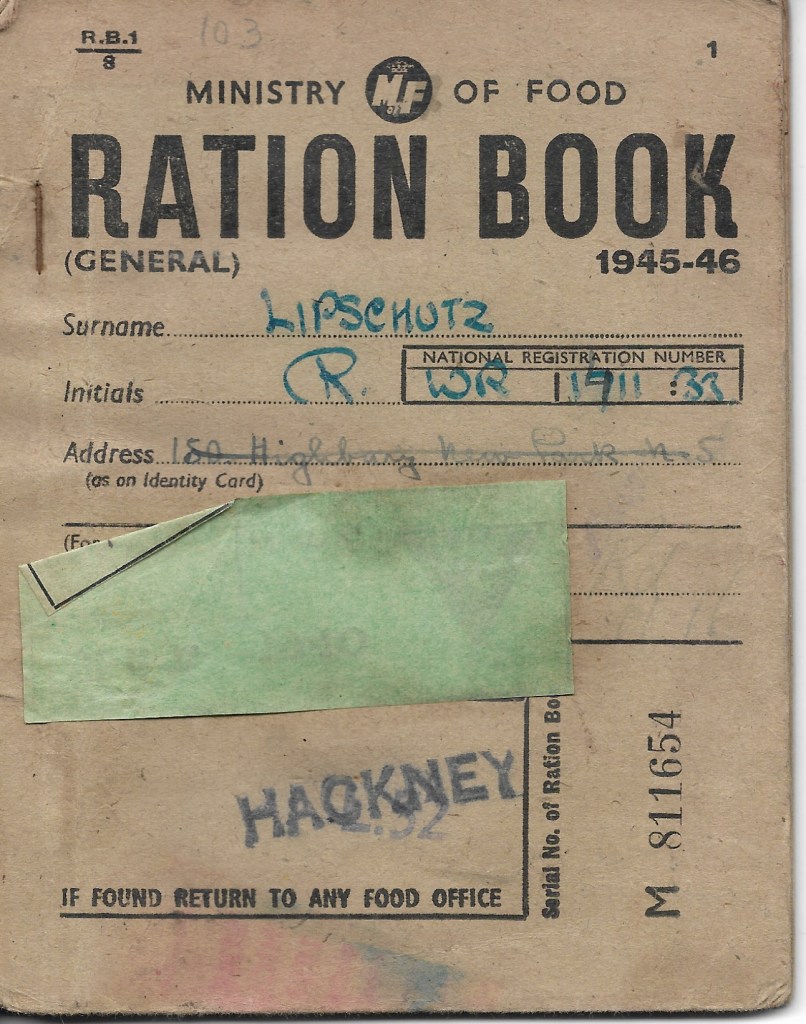 R.B.1 103 1
8
MINISTRY MF OF FOOD
RATION BOOK
(GENERAL) 1945-46
Surname LIPSCHUTZ
NATIONAL REGISTRATION NUMBER
Initials R. WR 1911 :33
Address 150 Highbury New Park N.5
(as on Identity Card)
(For
HACKNEY
L.32
IF FOUND RETURN TO ANY FOOD OFFICE
Serial No. of Ration Bo
M 811654